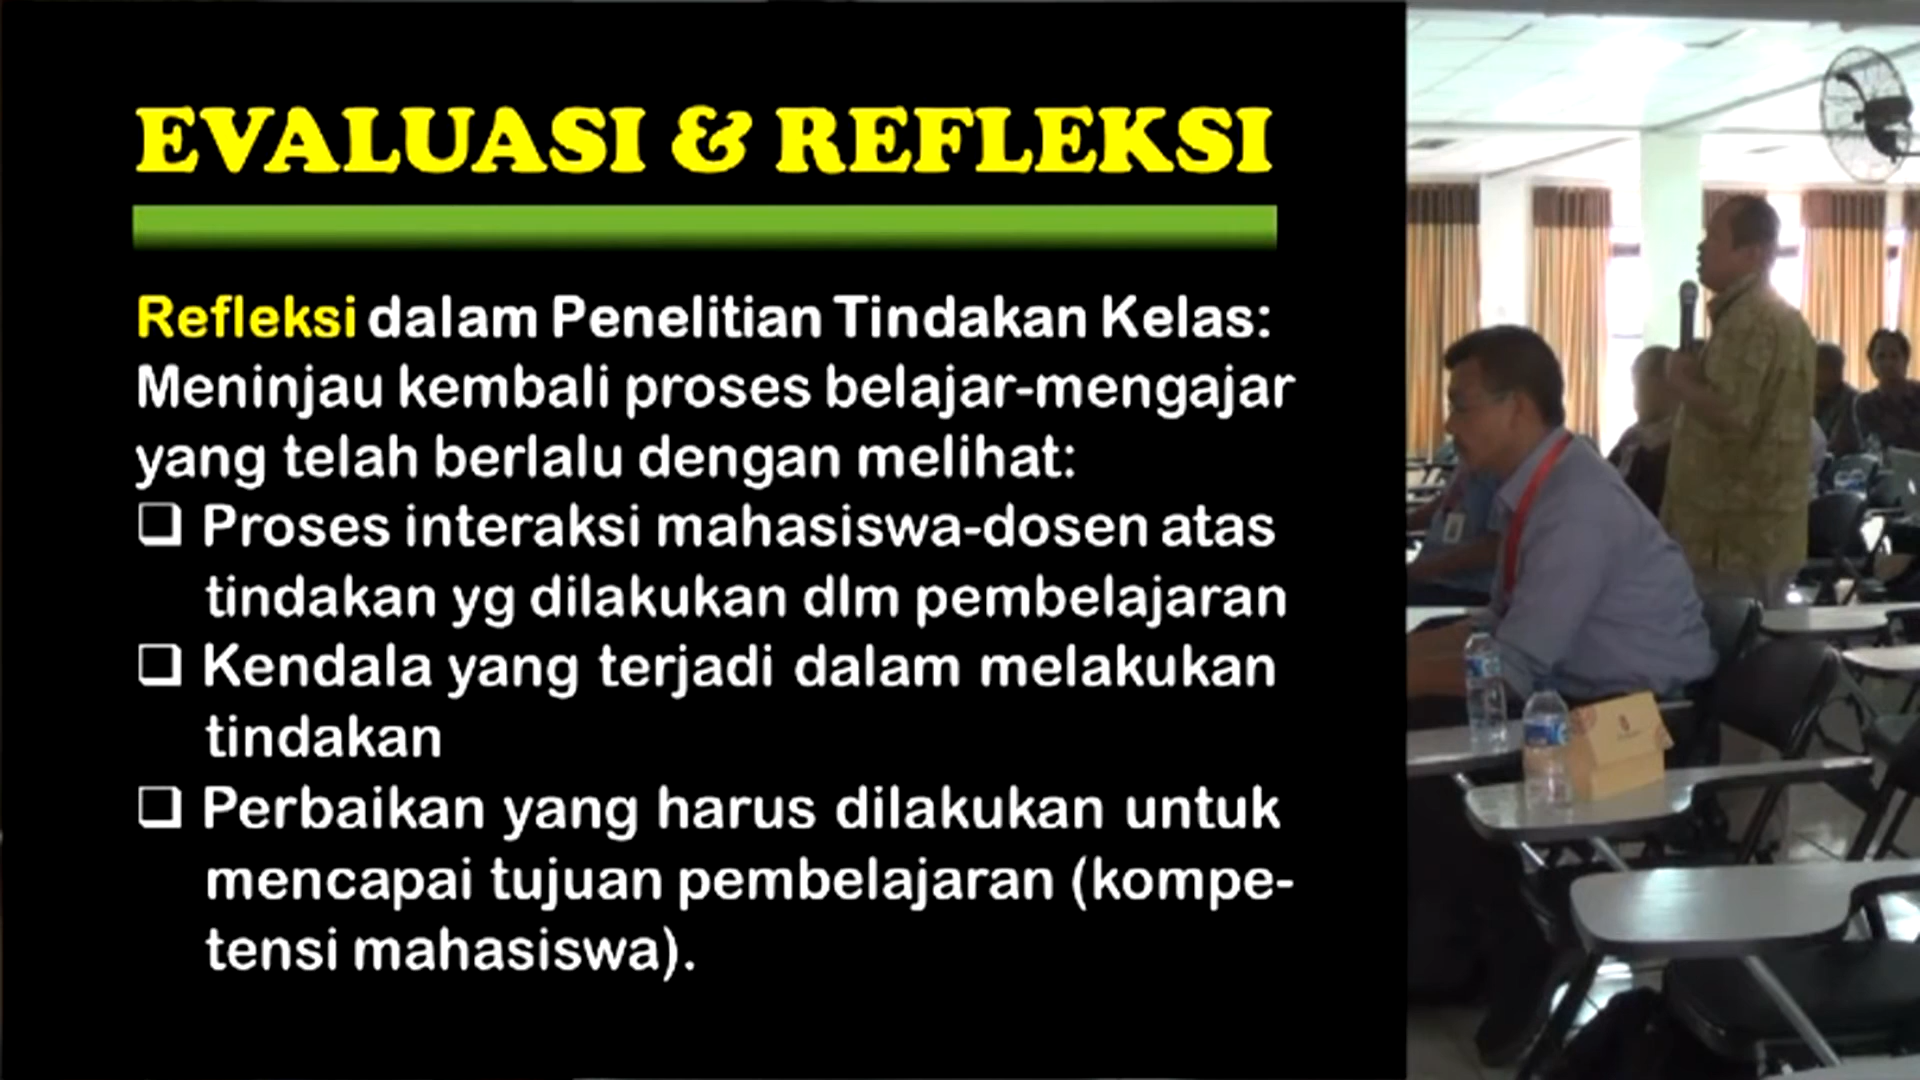 EVALUASI & REFLEKSI
Refleksi dalam Penelitian Tindakan Kelas:
Meninjau kembali proses belajar-mengajar
yang telah berlalu dengan melihat:
❑ Proses interaksi mahasiswa-dosen atas
tindakan yg dilakukan dlm pembelajaran
❑ Kendala yang terjadi dalam melakukan
tindakan
❑ Perbaikan yang harus dilakukan untuk
mencapai tujuan pembelajaran (kompe-
tensi mahasiswa).